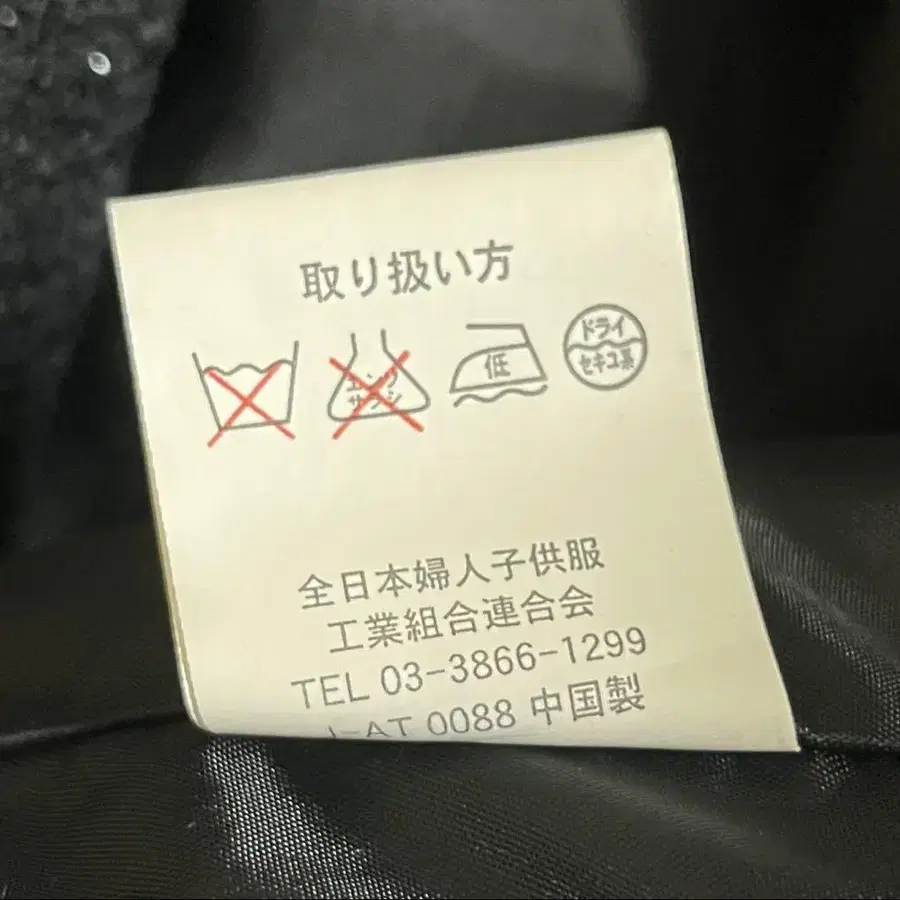 取り扱い方
エンソ
サラシ
低
ドライ
セキユ系
全日本婦人子供服
工業組合連合会
TEL 03-3866-1299
J-AT 0088 中国製